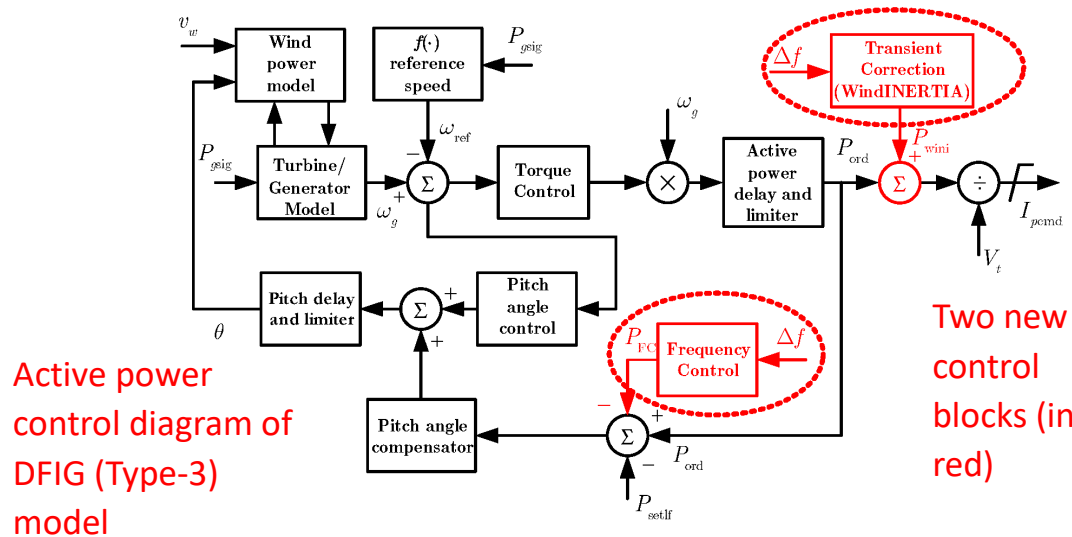 v_w
Wind
power
model
f(·)
reference
speed
P_gsig
Δf
Transient
Correction
(WindINERTIA)
P_gsig
Turbine/
Generator
Model
ω_g
+
−
ω_ref
Σ
Torque
Control
ω_g
×
Active
power
delay and
limiter
P_ord
P_wini
+
Σ
÷
V_t
I_pcmd
θ
Pitch delay
and limiter
Σ
+
+
Pitch
angle
control
P_FC
Frequency
Control
Δf
Pitch angle
compensator
−
+
Σ
−
P_ord
P_setlf
Active power
control diagram of
DFIG (Type-3)
model
Two new
control
blocks (in
red)